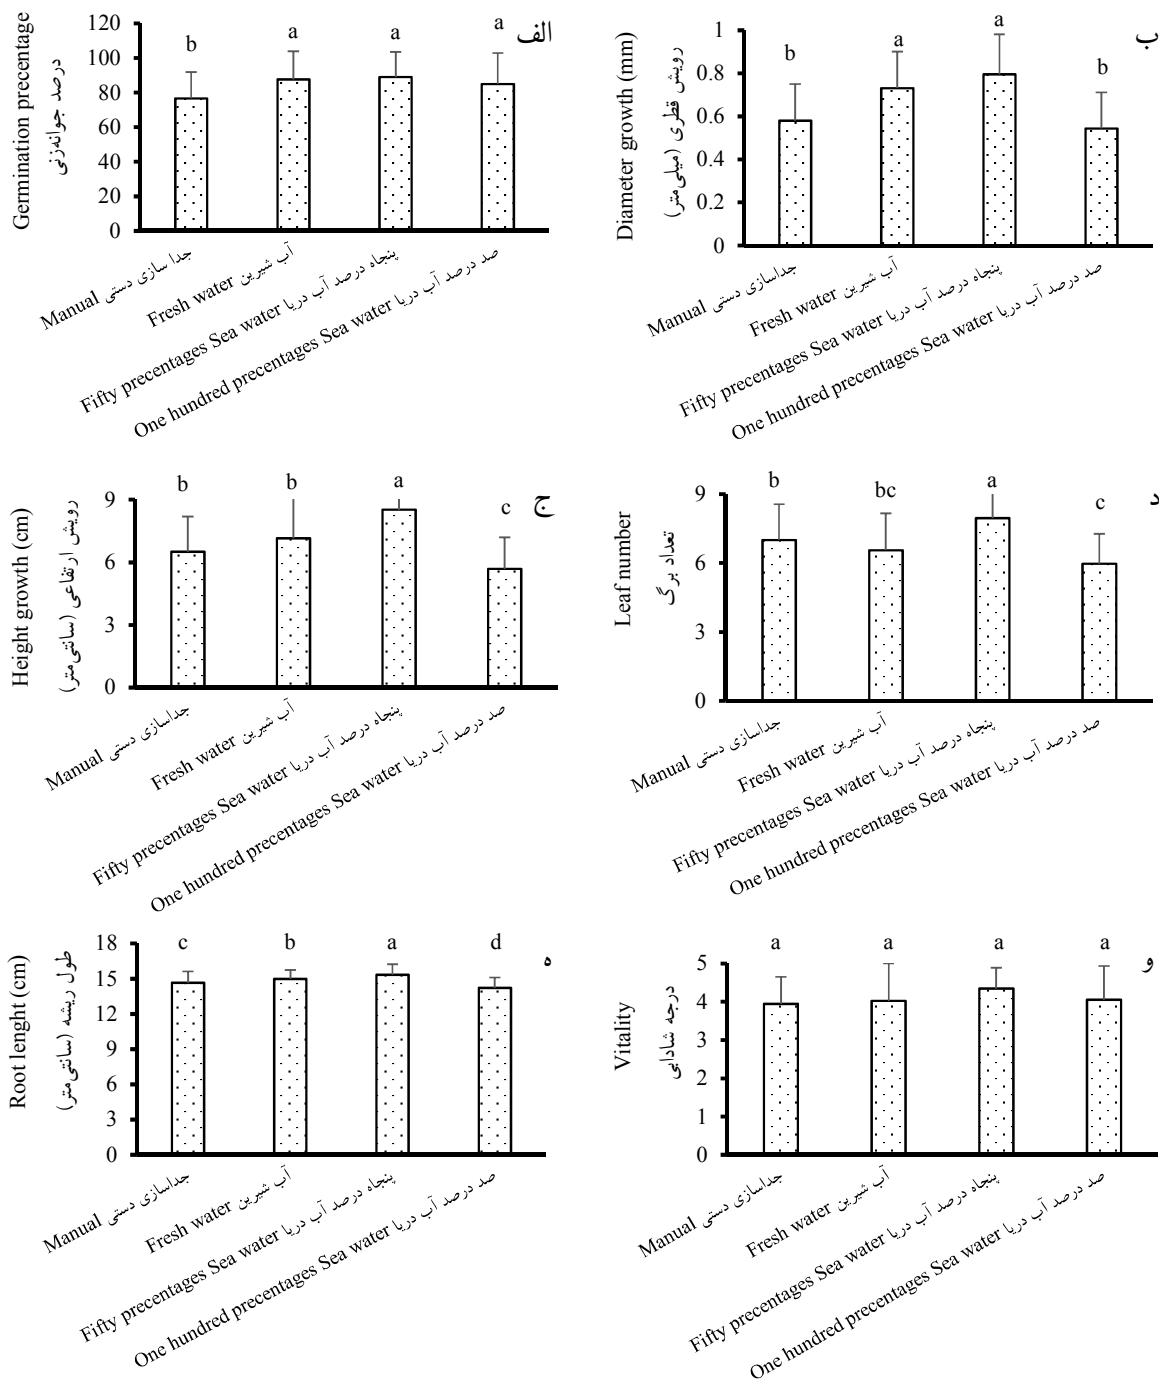 الف
Germination precentage
درصد جوانه‌زنی
120
100
80
60
40
20
0
b
a
a
a
Manual جدا سازی دستی
Fresh water آب شیرین
Fifty precentages Sea water پنجاه درصد آب دریا
One hundred precentages Sea water صد درصد آب دریا
ب
Diameter growth (mm)
رویش قطری (میلی‌متر)
1
0.8
0.6
0.4
0.2
0
b
a
a
b
Manual جداسازی دستی
Fresh water آب شیرین
Fifty precentages Sea water پنجاه درصد آب دریا
One hundred precentages Sea water صد درصد آب دریا
ج
Height growth (cm)
رویش ارتفاعی (سانتی‌متر)
9
6
3
0
b
b
a
c
Manual جداسازی دستی
Fresh water آب شیرین
Fifty precentages Sea water پنجاه درصد آب دریا
One hundred precentages Sea water صد درصد آب دریا
د
Leaf number
تعداد برگ
9
6
3
0
b
bc
a
c
Manual جداسازی دستی
Fresh water آب شیرین
Fifty precentages Sea water پنجاه درصد آب دریا
One hundred precentages Sea water صد درصد آب دریا
ه
Root lenght (cm)
طول ریشه (سانتی‌متر)
18
15
12
9
6
3
0
c
b
a
d
Manual جداسازی دستی
Fresh water آب شیرین
Fifty precentages Sea water پنجاه درصد آب دریا
One hundred precentages Sea water صد درصد آب دریا
و
Vitality
درجه شادابی
5
4
3
2
1
0
a
a
a
a
Manual جداسازی دستی
Fresh water آب شیرین
Fifty precentages Sea water پنجاه درصد آب دریا
One hundred precentages Sea water صد درصد آب دریا